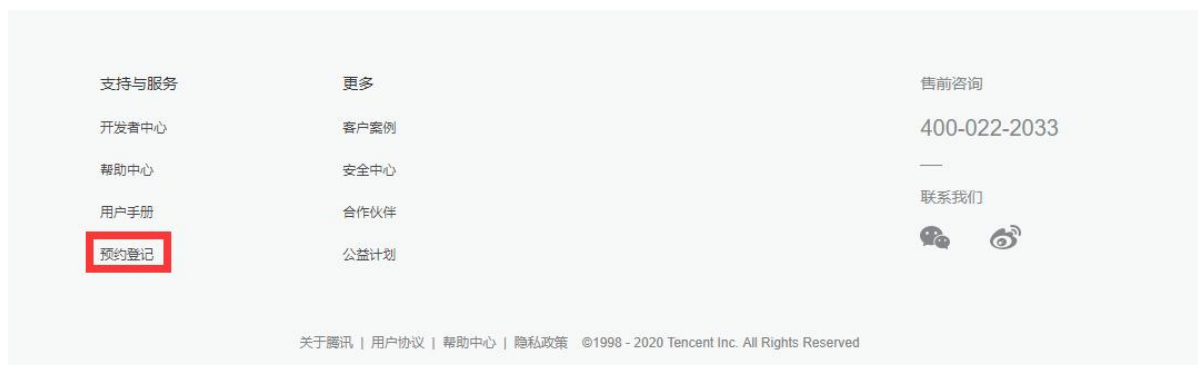 支持与服务
开发者中心
帮助中心
用户手册
预约登记
更多
客户案例
安全中心
合作伙伴
公益计划
售前咨询
400-022-2033
联系我们
关于腾讯 | 用户协议 | 帮助中心 | 隐私政策 ©1998 - 2020 Tencent Inc. All Rights Reserved